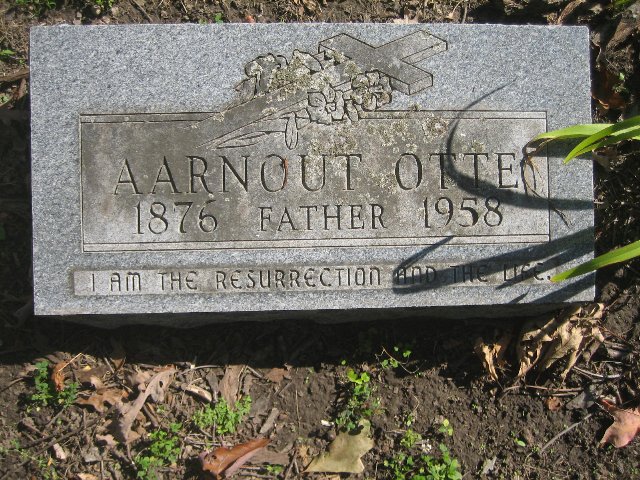 AARNOUT OTTE
1876 FATHER 1958
I AM THE RESURRECTION AND THE LIFE.